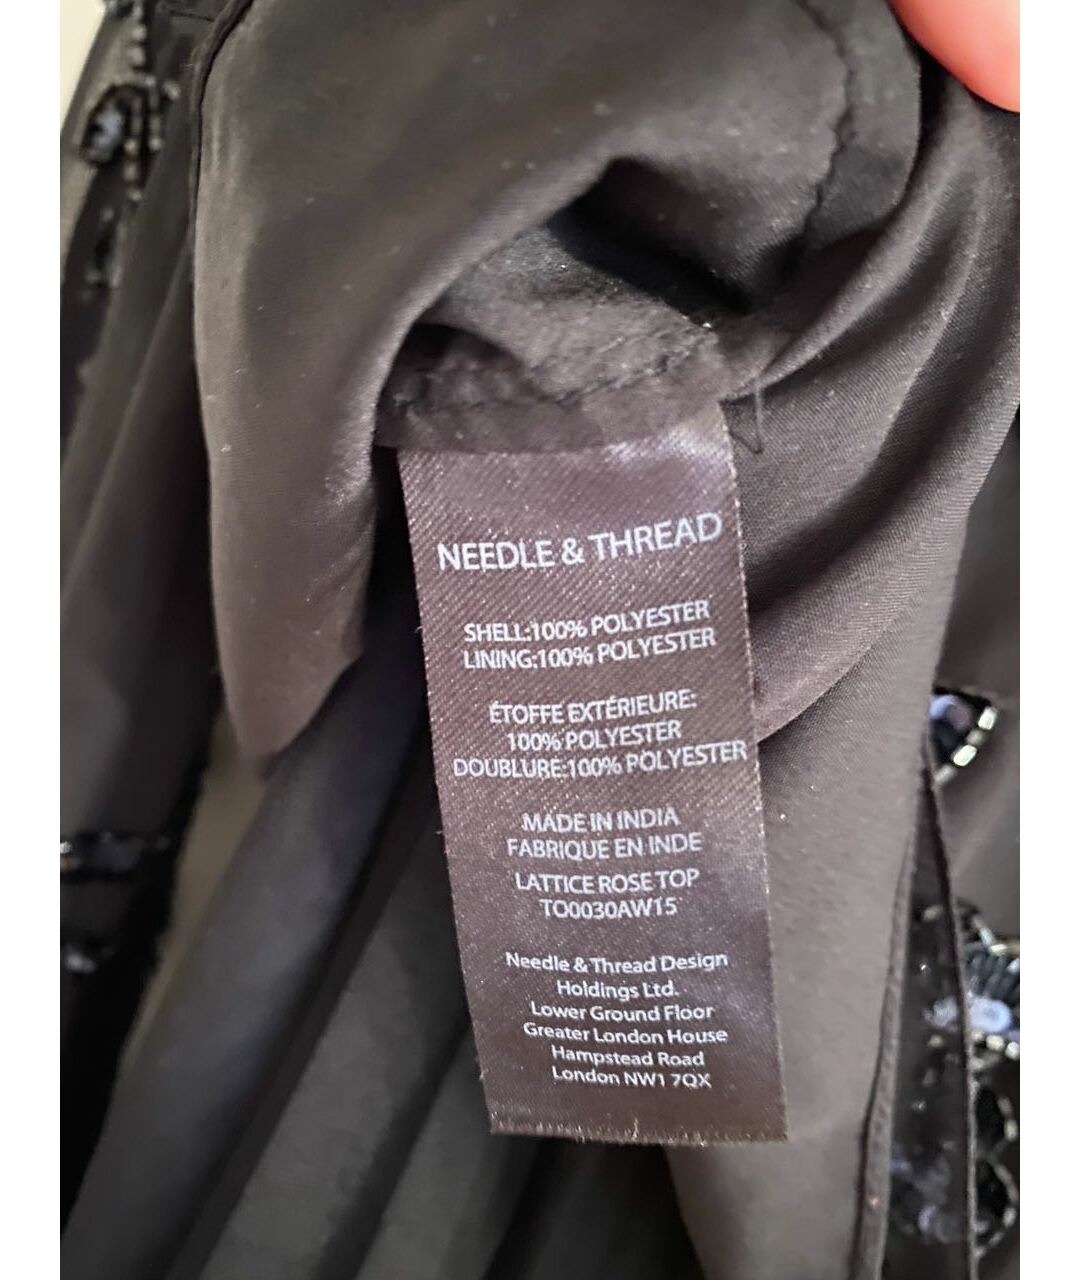 NEEDLE & THREAD
SHELL:100% POLYESTER
LINING:100% POLYESTER
ÉTOFFE EXTÉRIEURE:
100% POLYESTER
DOUBLURE:100% POLYESTER
MADE IN INDIA
FABRIQUE EN INDE
LATTICE ROSE TOP
TO0030AW15
Needle & Thread Design
Holdings Ltd.
Lower Ground Floor
Greater London House
Hampstead Road
London NW1 7QX